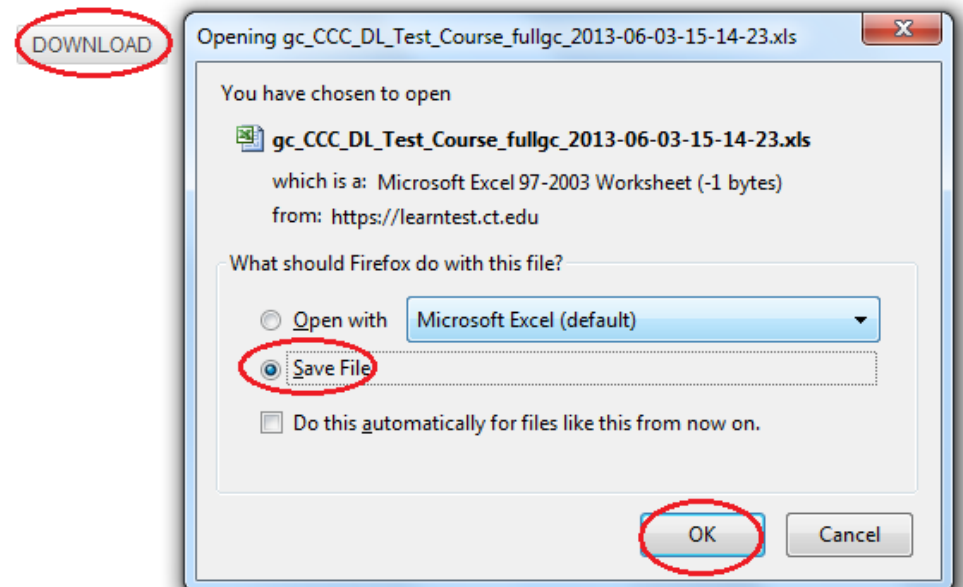 DOWNLOAD
Opening gc_CCC_DL_Test_Course_fullgc_2013-06-03-15-14-23.xls
You have chosen to open
gc_CCC_DL_Test_Course_fullgc_2013-06-03-15-14-23.xls
which is a: Microsoft Excel 97-2003 Worksheet (-1 bytes)
from: https://learntest.ct.edu
What should Firefox do with this file?
Open with Microsoft Excel (default)
Save File
Do this automatically for files like this from now on.
OK Cancel